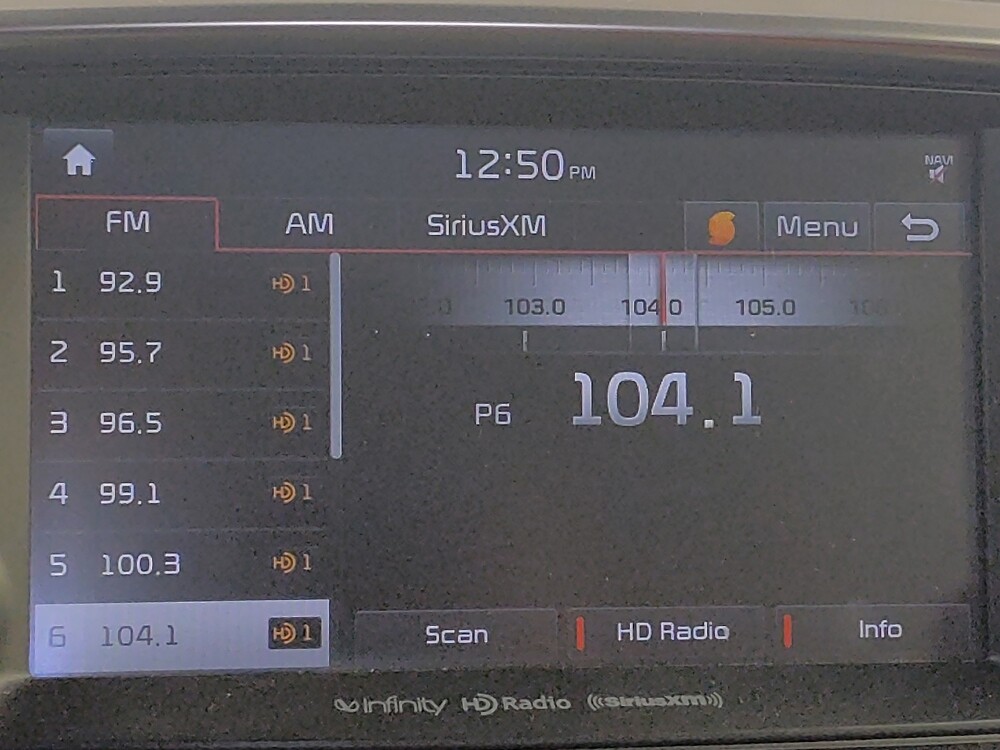 12:50 PM
NAVI
FM AM SiriusXM Menu
1 92.9 HD 1
2 95.7 HD 1
3 96.5 HD 1
4 99.1 HD 1
5 100.3 HD 1
6 104.1 HD 1
103.0 104.0 105.0
P6 104.1
Scan HD Radio Info
Infinity HD Radio ((SiriusXM))